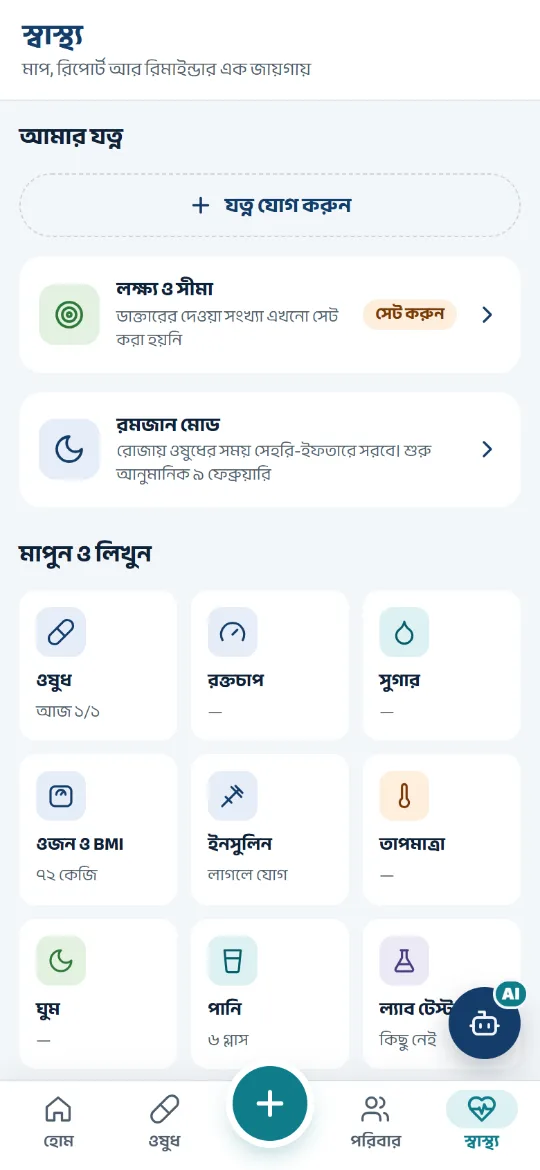 স্বাস্থ্য
মাপ, রিপোর্ট আর রিমাইন্ডার এক জায়গায়
আমার যত্ন
+ যত্ন যোগ করুন
লক্ষ্য ও সীমা
ডাক্তারের দেওয়া সংখ্যা এখনো সেট
করা হয়নি
সেট করুন
রমজান মোড
রোজায় ওষুধের সময় সেহরি-ইফতারে সরবে। শুরু
আনুমানিক ৯ ফেব্রুয়ারি
মাপুন ও লিখুন
ওষুধ
আজ ১/১
রক্তচাপ
—
সুগার
—
ওজন ও BMI
৭২ কেজি
ইনসুলিন
লাগলে যোগ
তাপমাত্রা
—
ঘুম
—
পানি
৬ গ্লাস
ল্যাব টেস্ট
কিছু নেই
AI
হোম
ওষুধ
পরিবার
স্বাস্থ্য